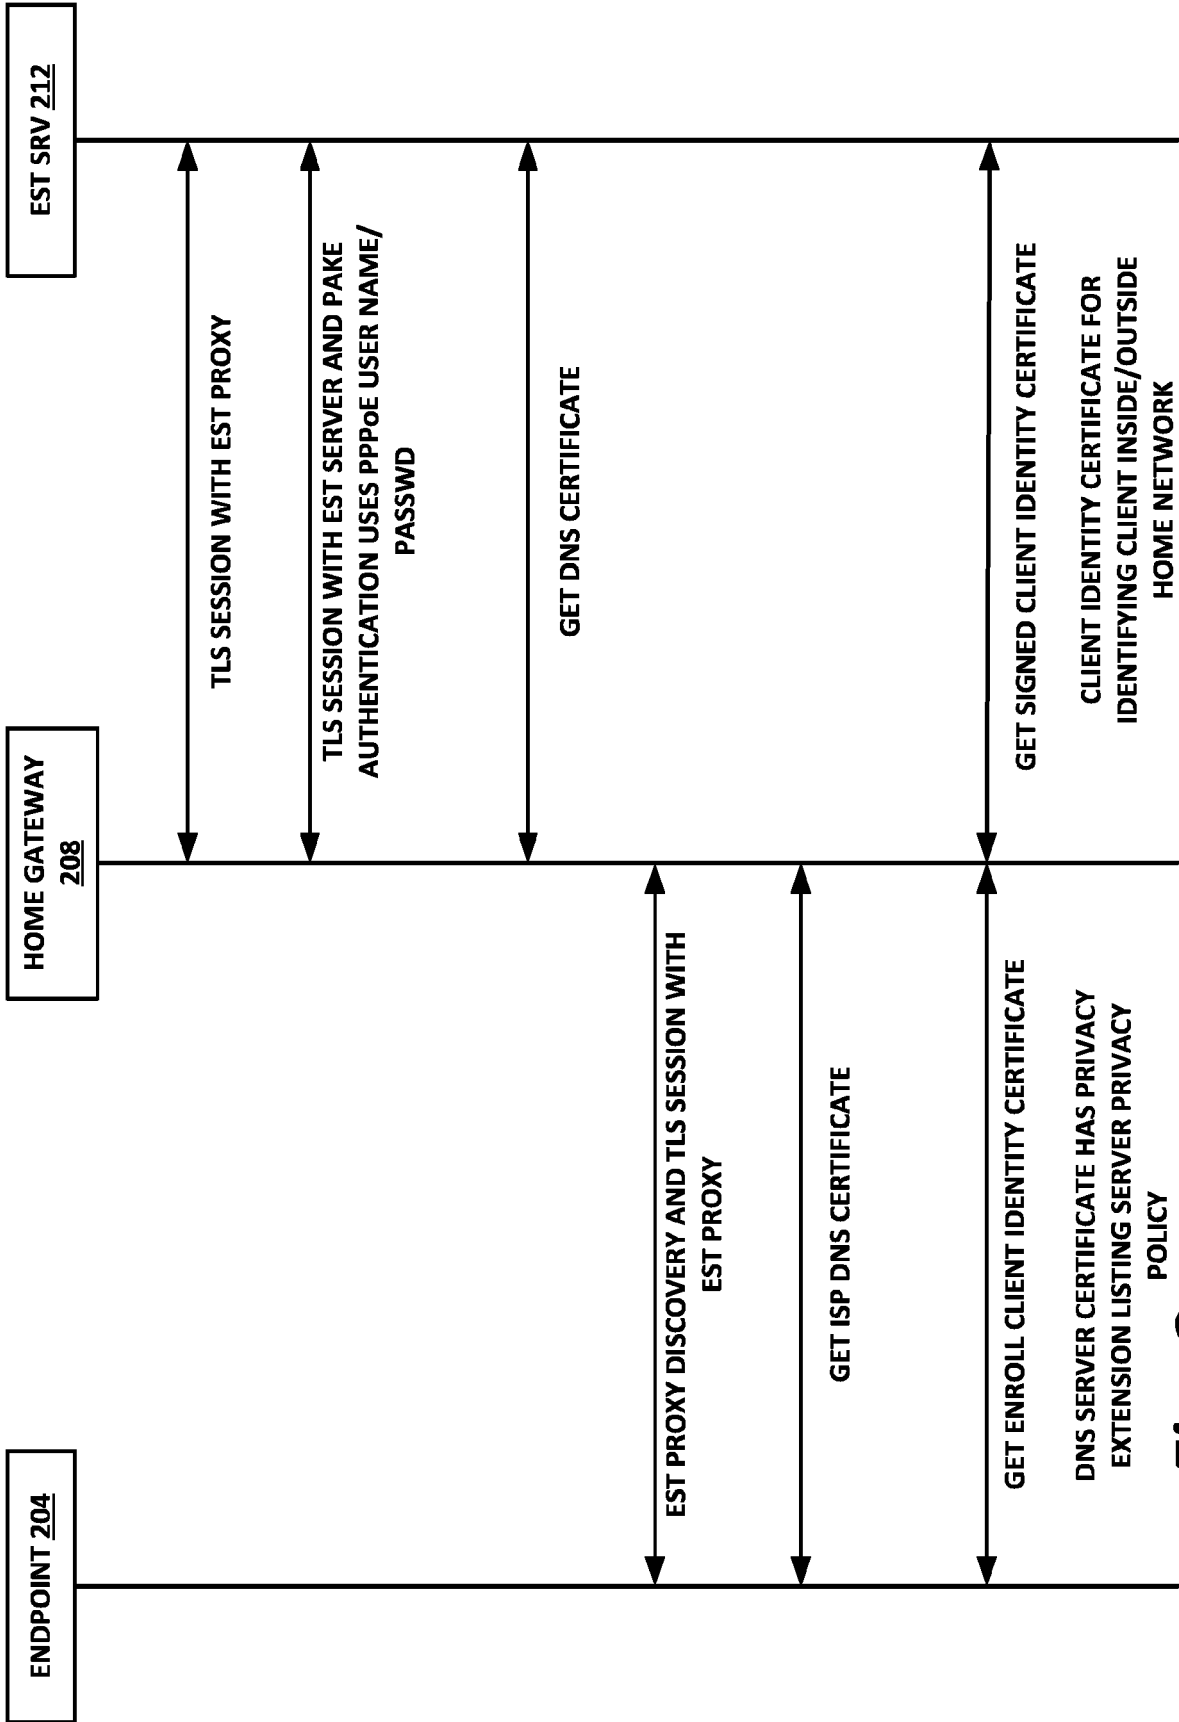 ENDPOINT 204
HOME GATEWAY
208
EST SRV 212
TLS SESSION WITH EST PROXY
TLS SESSION WITH EST SERVER AND PAKE
AUTHENTICATION USES PPPoE USER NAME/
PASSWD
GET DNS CERTIFICATE
EST PROXY DISCOVERY AND TLS SESSION WITH
EST PROXY
GET ISP DNS CERTIFICATE
GET ENROLL CLIENT IDENTITY CERTIFICATE
DNS SERVER CERTIFICATE HAS PRIVACY
EXTENSION LISTING SERVER PRIVACY
POLICY
GET SIGNED CLIENT IDENTITY CERTIFICATE
CLIENT IDENTITY CERTIFICATE FOR
IDENTIFYING CLIENT INSIDE/OUTSIDE
HOME NETWORK